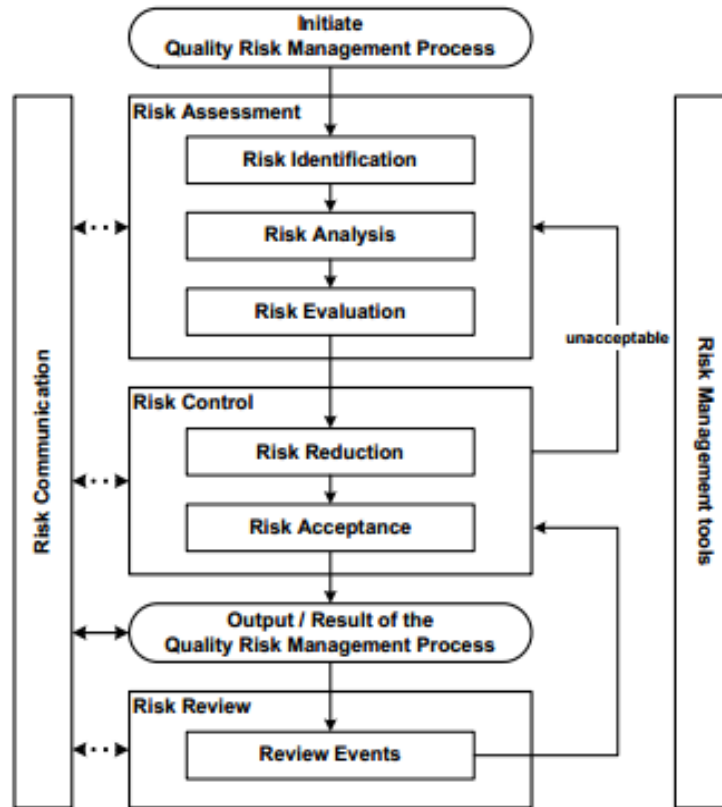 Initiate
Quality Risk Management Process
Risk Assessment
Risk Identification
Risk Analysis
Risk Evaluation
unacceptable
Risk Control
Risk Reduction
Risk Acceptance
Output / Result of the
Quality Risk Management Process
Risk Review
Review Events
Risk Communication
Risk Management tools